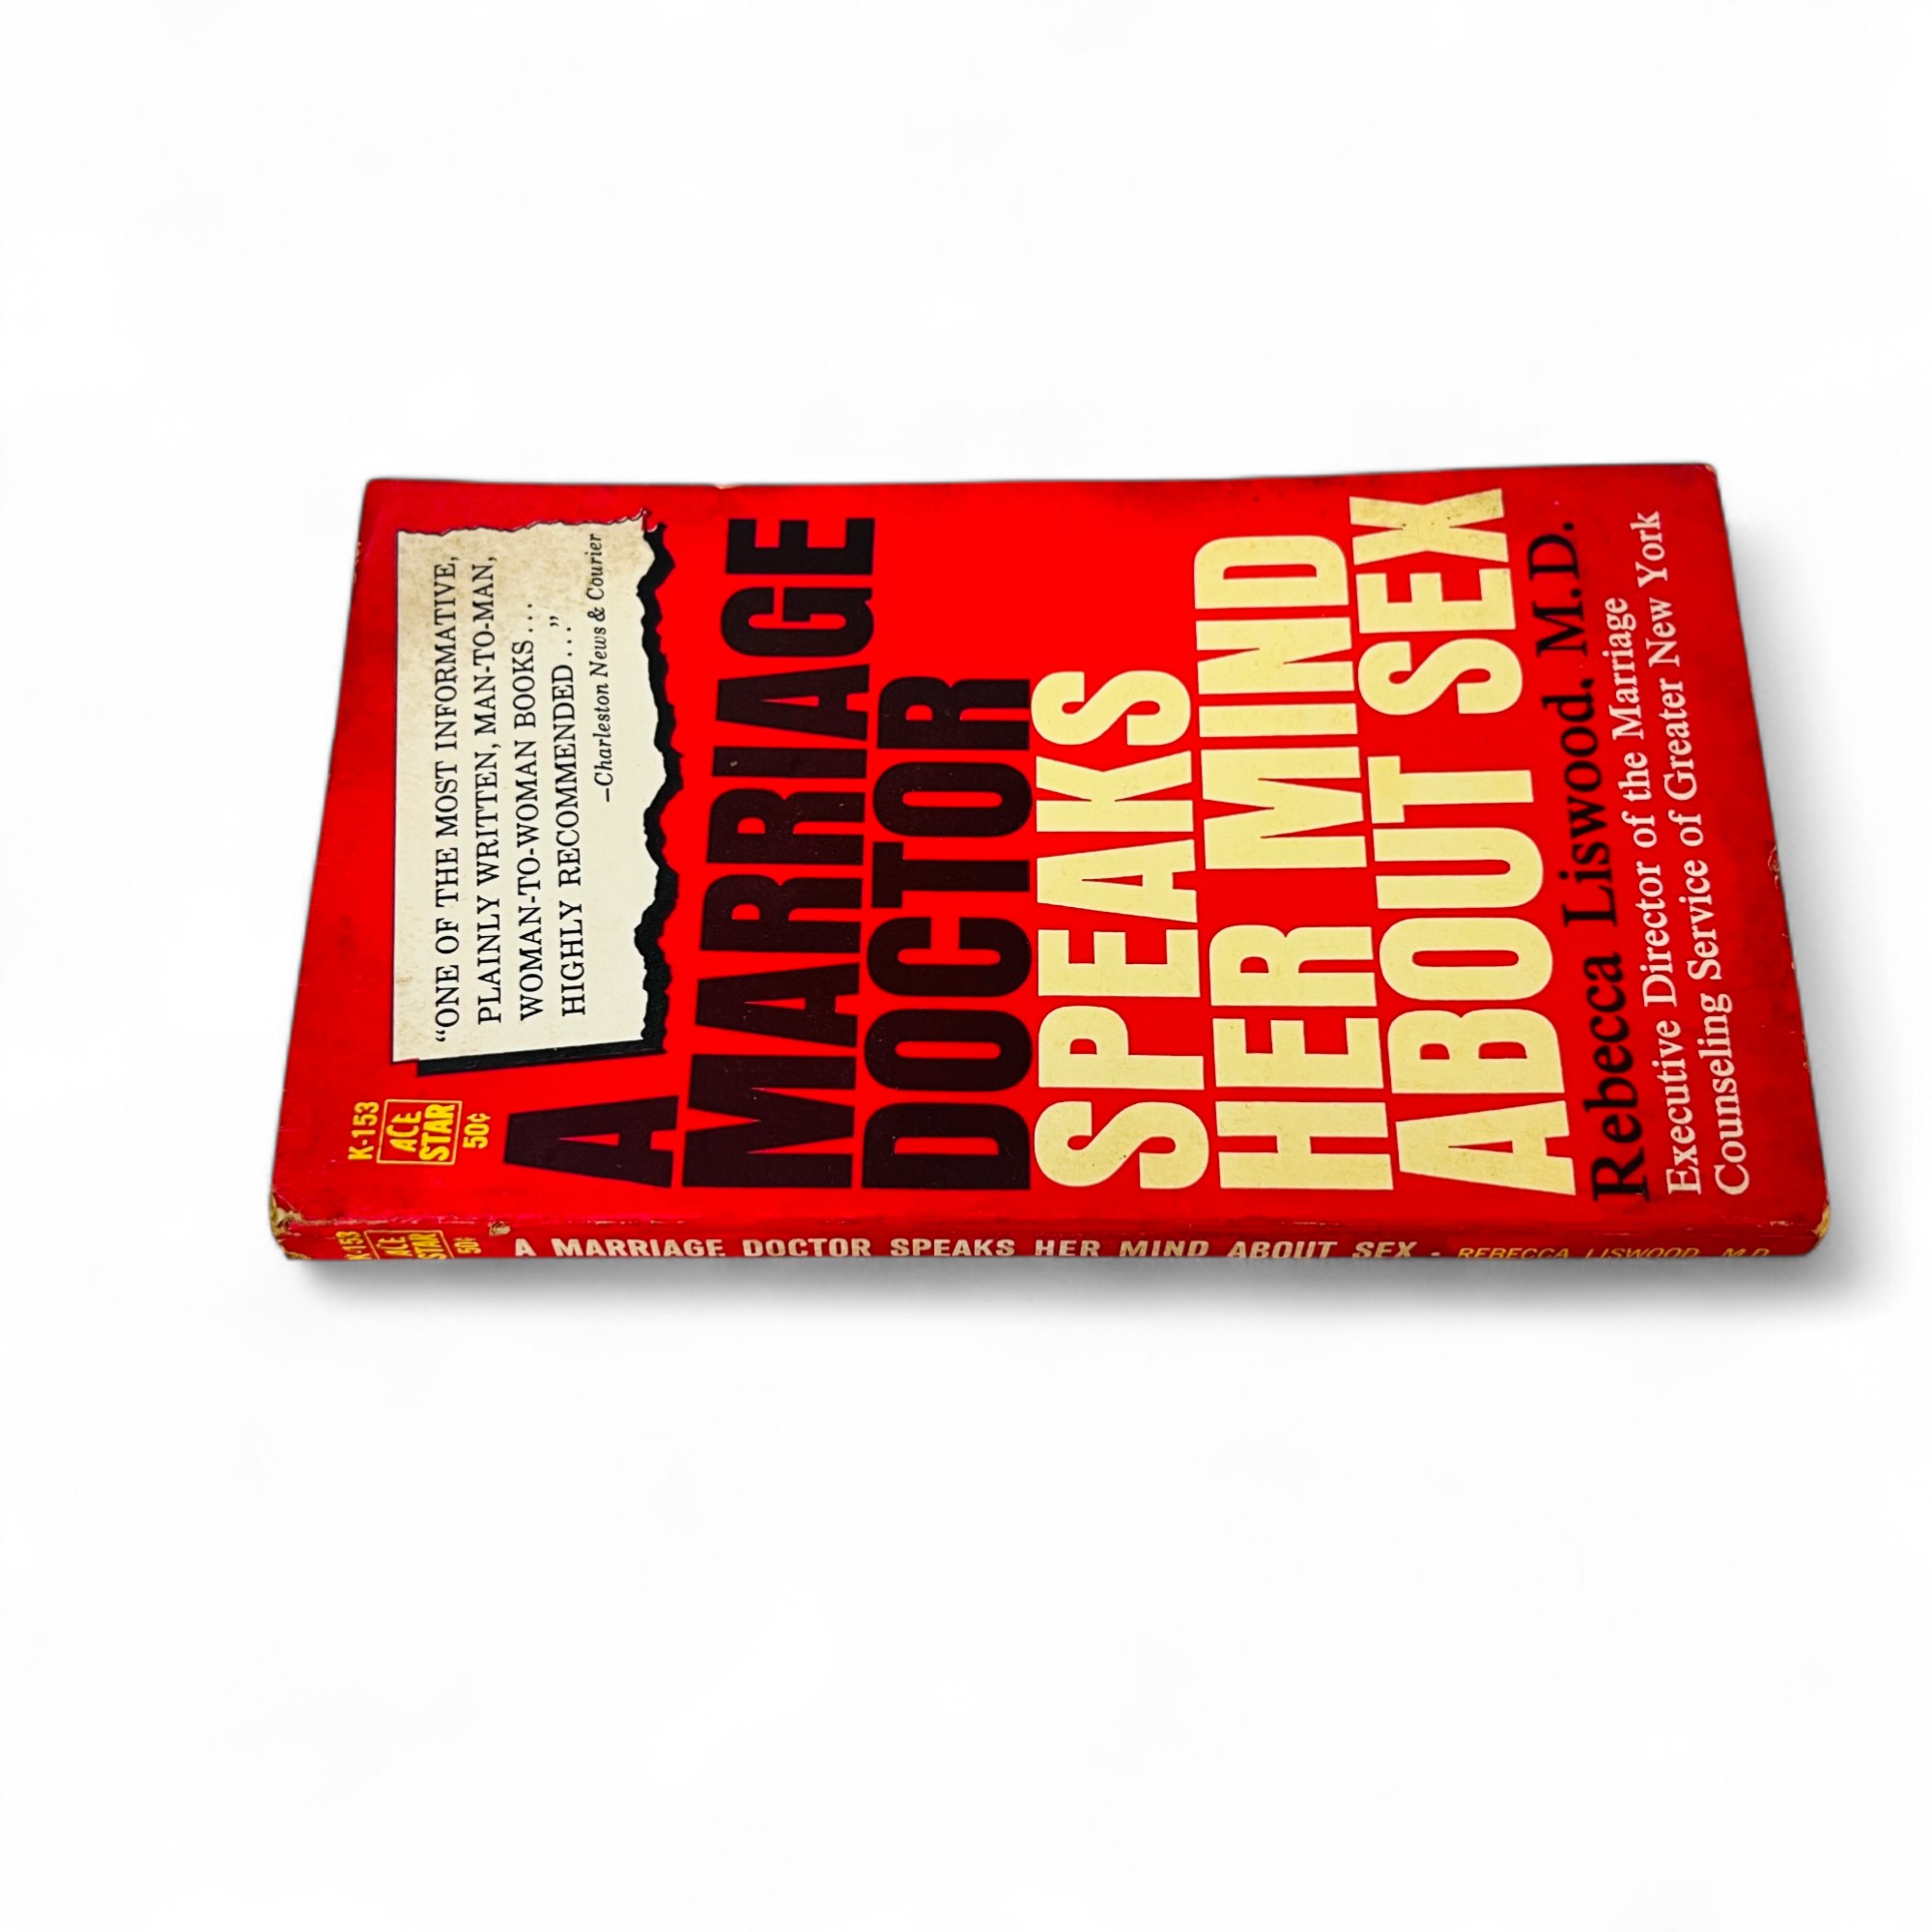 K-153
ACE
STAR
50¢
“ONE OF THE MOST INFORMATIVE,
PLAINLY WRITTEN, MAN-TO-MAN,
WOMAN-TO-WOMAN BOOKS...
HIGHLY RECOMMENDED...”
—Charleston News & Courier
A
MARRIAGE
DOCTOR
SPEAKS
HER MIND
ABOUT SEX
Rebecca Liswood, M.D.
Executive Director of the Marriage
Counseling Service of Greater New York
K-153
ACE
STAR
50¢
A MARRIAGE DOCTOR SPEAKS HER MIND ABOUT SEX • REBECCA LISWOOD, M.D.